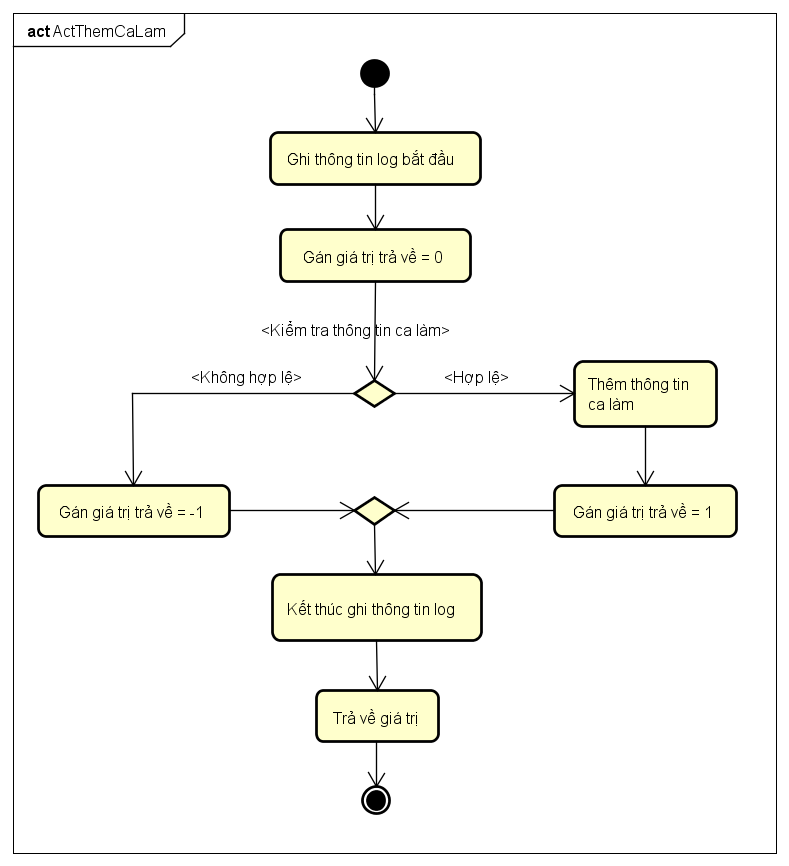 act ActThemCaLam
Ghi thông tin log bắt đầu
Gán giá trị trả về = 0
<Kiểm tra thông tin ca làm>
<Không hợp lệ>
<Hợp lệ>
Thêm thông tin
ca làm
Gán giá trị trả về = -1
Gán giá trị trả về = 1
Kết thúc ghi thông tin log
Trả về giá trị